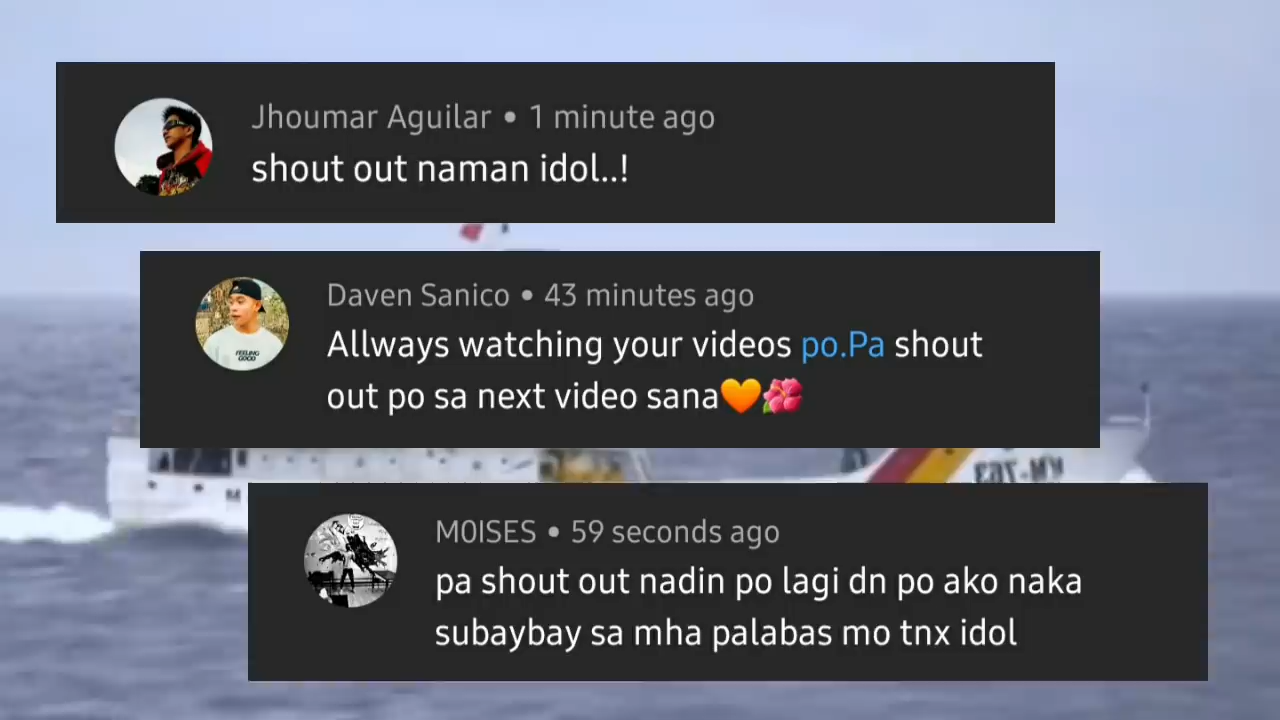 Jhoumar Aguilar • 1 minute ago
shout out naman idol..!
Daven Sanico • 43 minutes ago
Allways watching your videos po.Pa shout
out po sa next video sana🧡🌺
FEELING
GOOD
M
M0ISES • 59 seconds ago
pa shout out nadin po lagi dn po ako naka
subaybay sa mha palabas mo tnx idol